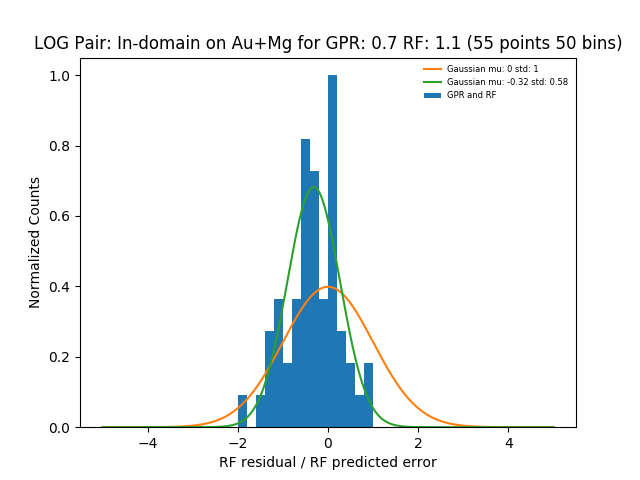 LOG Pair: In-domain on Au+Mg for GPR: 0.7 RF: 1.1 (55 points 50 bins)
Gaussian mu: 0 std: 1
Gaussian mu: -0.32 std: 0.58
GPR and RF
Normalized Counts
1.0
0.8
0.6
0.4
0.2
0.0
−4 −2 0 2 4
RF residual / RF predicted error